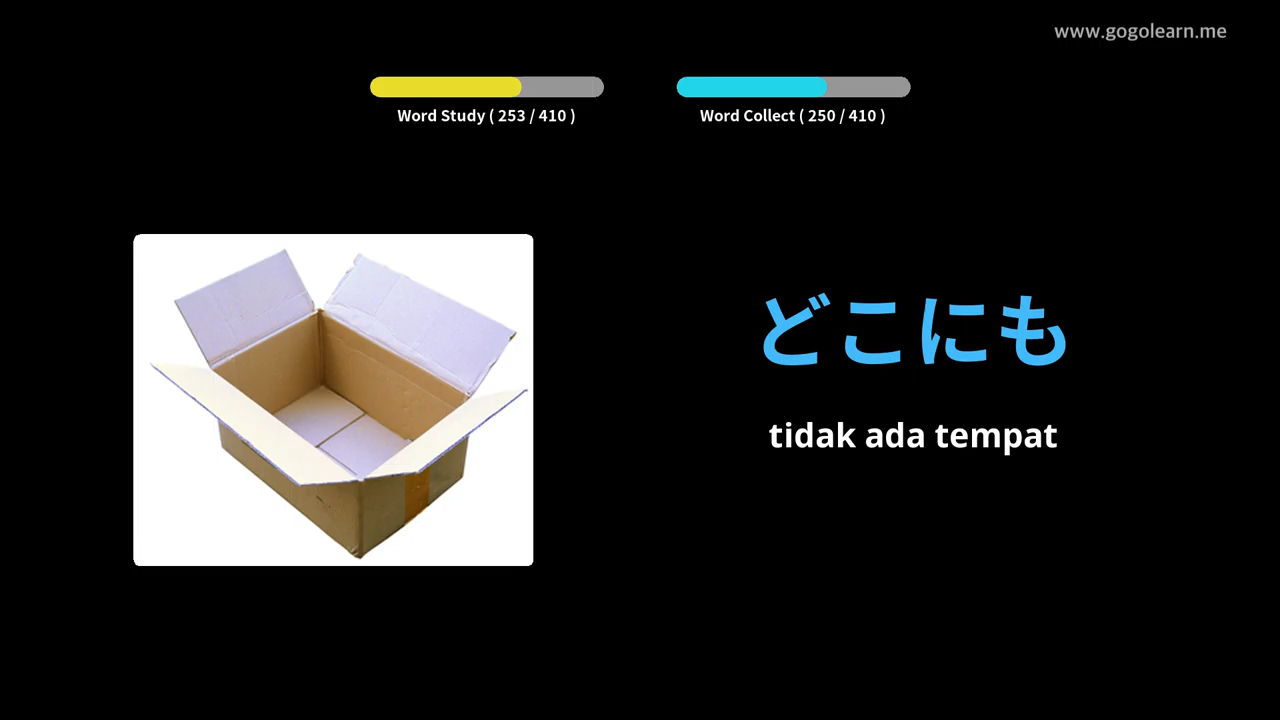 www.gogolearn.me
Word Study ( 253 / 410 )
Word Collect ( 250 / 410 )
どこにも
tidak ada tempat